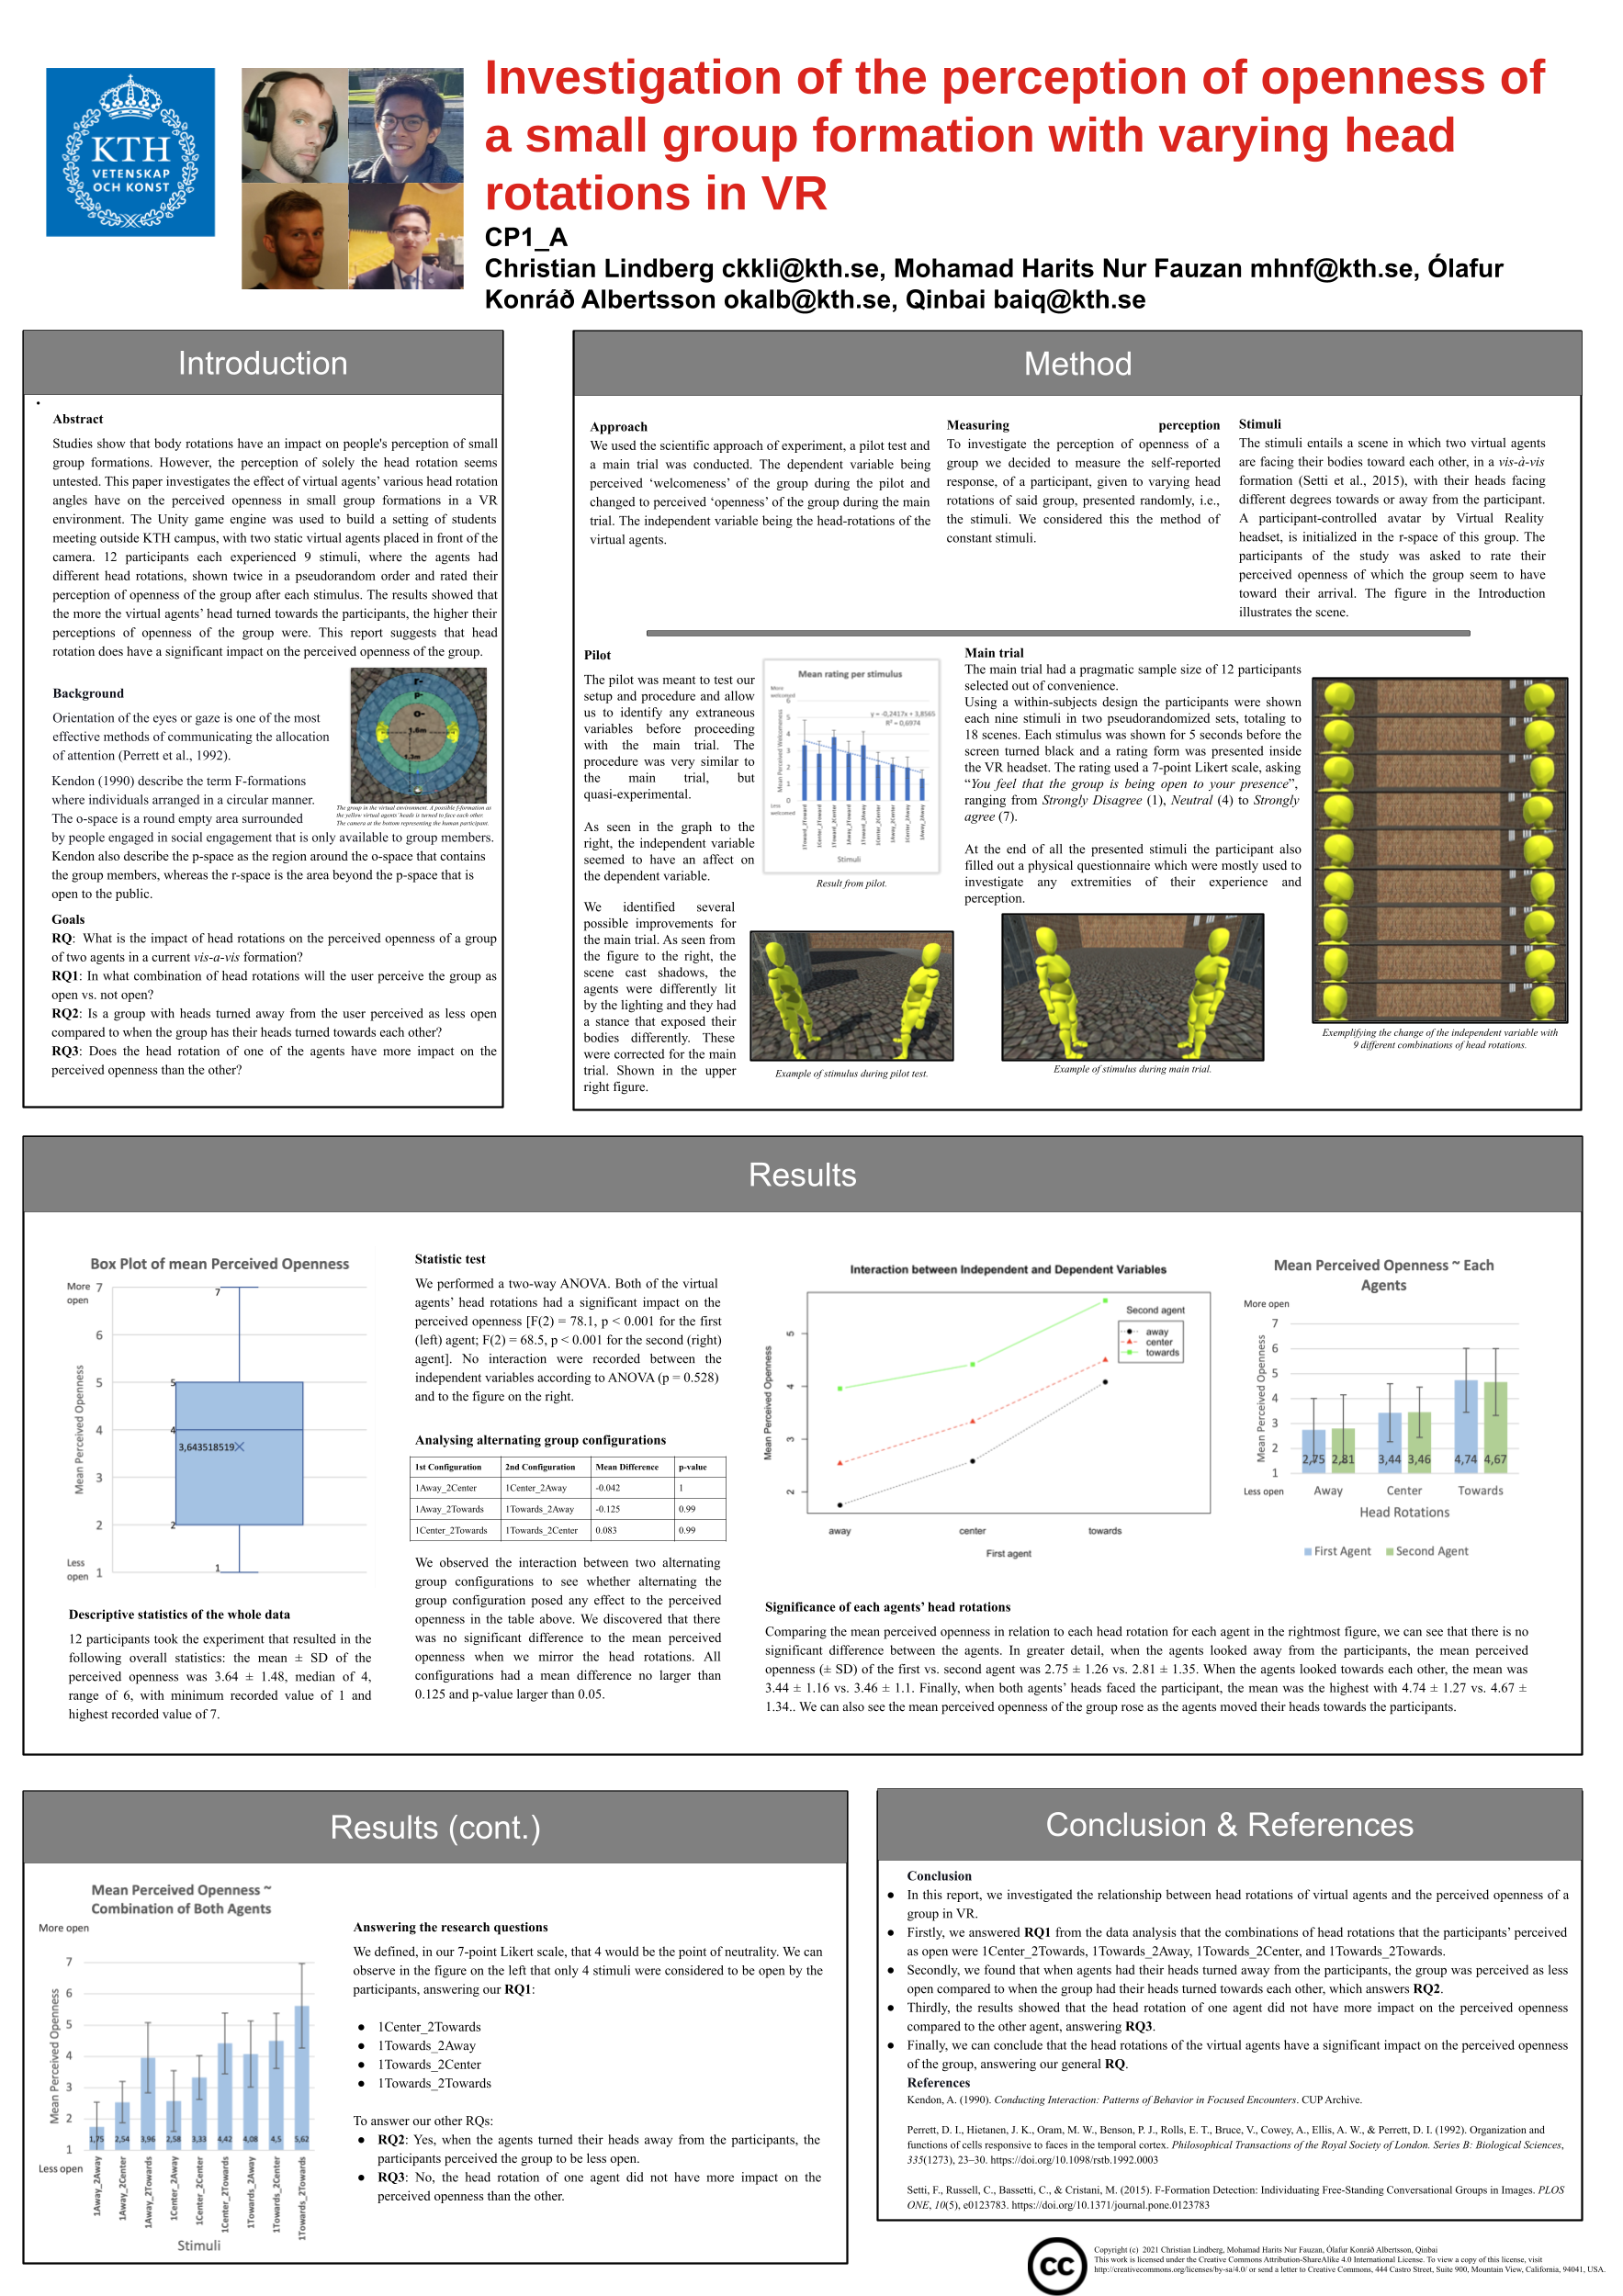 KTH
VETENSKAP
OCH KONST
Investigation of the perception of openness of
a small group formation with varying head
rotations in VR
CP1_A
Christian Lindberg ckkli@kth.se, Mohamad Harits Nur Fauzan mhnf@kth.se, Ólafur
Konráð Albertsson okalb@kth.se, Qinbai baiq@kth.se
Introduction
Abstract
Studies show that body rotations have an impact on people's perception of small
group formations. However, the perception of solely the head rotation seems
untested. This paper investigates the effect of virtual agents' various head rotation
angles have on the perceived openness in small group formations in a VR
environment. The Unity game engine was used to build a setting of students
meeting outside KTH campus, with two static virtual agents placed in front of the
camera. 12 participants each experienced 9 stimuli, where the agents had
different head rotations, shown twice in a pseudorandom order and rated their
perception of openness of the group after each stimulus. The results showed that
the more the virtual agents' head turned towards the participants, the higher their
perceptions of openness of the group were. This report suggests that head
rotation does have a significant impact on the perceived openness of the group.
Background
Orientation of the eyes or gaze is one of the most
effective methods of communicating the allocation
of attention (Perrett et al., 1992).
Kendon (1990) describe the term F-formations
where individuals arranged in a circular manner.
The o-space is a round empty area surrounded
by people engaged in social engagement that is only available to group members.
Kendon also describe the p-space as the region around the o-space that contains
the group members, whereas the r-space is the area beyond the p-space that is
open to the public.
r-
p-
o-
1.6m
1.3m
The group in the virtual environment. A possible f-formation as
the yellow virtual agents' heads is turned to face each other.
The camera at the bottom representing the human participant.
Goals
RQ: What is the impact of head rotations on the perceived openness of a group
of two agents in a current vis-a-vis formation?
RQ1: In what combination of head rotations will the user perceive the group as
open vs. not open?
RQ2: Is a group with heads turned away from the user perceived as less open
compared to when the group has their heads turned towards each other?
RQ3: Does the head rotation of one of the agents have more impact on the
perceived openness than the other?
Method
Approach
We used the scientific approach of experiment, a pilot test and
a main trial was conducted. The dependent variable being
perceived 'welcomeness' of the group during the pilot and
changed to perceived 'openness' of the group during the main
trial. The independent variable being the head-rotations of the
virtual agents.
Measuring perception
To investigate the perception of openness of a
group we decided to measure the self-reported
response, of a participant, given to varying head
rotations of said group, presented randomly, i.e.,
the stimuli. We considered this the method of
constant stimuli.
Stimuli
The stimuli entails a scene in which two virtual agents
are facing their bodies toward each other, in a vis-à-vis
formation (Setti et al., 2015), with their heads facing
different degrees towards or away from the participant.
A participant-controlled avatar by Virtual Reality
headset, is initialized in the r-space of this group. The
participants of the study was asked to rate their
perceived openness of which the group seem to have
toward their arrival. The figure in the Introduction
illustrates the scene.
Pilot
The pilot was meant to test our
setup and procedure and allow
us to identify any extraneous
variables before proceeding
with the main trial. The
procedure was very similar to
the main trial, but
quasi-experimental.
As seen in the graph to the
right, the independent variable
seemed to have an affect on
the dependent variable.
We identified several
possible improvements for
the main trial. As seen from
the figure to the right, the
scene cast shadows, the
agents were differently lit
by the lighting and they had
a stance that exposed their
bodies differently. These
were corrected for the main
trial. Shown in the upper
right figure.
Mean rating per stimulus
More
welcomed
6
5
4
3
2
1
0
Less
welcomed
Mean Perceived Welcomeness
y = -0,2417x + 3,8565
R² = 0,6974
1Toward_2Toward
1Center_2Toward
1Toward_2Center
1Away_2Toward
1Toward_2Away
1Center_2Center
1Away_2Center
1Center_2Away
1Away_2Away
Stimuli
Result from pilot.
Example of stimulus during pilot test.
Main trial
The main trial had a pragmatic sample size of 12 participants
selected out of convenience.
Using a within-subjects design the participants were shown
each nine stimuli in two pseudorandomized sets, totaling to
18 scenes. Each stimulus was shown for 5 seconds before the
screen turned black and a rating form was presented inside
the VR headset. The rating used a 7-point Likert scale, asking
"You feel that the group is being open to your presence",
ranging from Strongly Disagree (1), Neutral (4) to Strongly
agree (7).
At the end of all the presented stimuli the participant also
filled out a physical questionnaire which were mostly used to
investigate any extremities of their experience and
perception.
Example of stimulus during main trial.
Exemplifying the change of the independent variable with
9 different combinations of head rotations.
Results
Box Plot of mean Perceived Openness
More
open
7
6
5
4
3
2
1
Less
open
Mean Perceived Openness
7
5
4
3,643518519
2
1
Descriptive statistics of the whole data
12 participants took the experiment that resulted in the
following overall statistics: the mean ± SD of the
perceived openness was 3.64 ± 1.48, median of 4,
range of 6, with minimum recorded value of 1 and
highest recorded value of 7.
Statistic test
We performed a two-way ANOVA. Both of the virtual
agents' head rotations had a significant impact on the
perceived openness [F(2) = 78.1, p < 0.001 for the first
(left) agent; F(2) = 68.5, p < 0.001 for the second (right)
agent]. No interaction were recorded between the
independent variables according to ANOVA (p = 0.528)
and to the figure on the right.
Analysing alternating group configurations
1st Configuration 2nd Configuration Mean Difference p-value
1Away_2Center 1Center_2Away -0.042 1
1Away_2Towards 1Towards_2Away -0.125 0.99
1Center_2Towards 1Towards_2Center 0.083 0.99
We observed the interaction between two alternating
group configurations to see whether alternating the
group configuration posed any effect to the perceived
openness in the table above. We discovered that there
was no significant difference to the mean perceived
openness when we mirror the head rotations. All
configurations had a mean difference no larger than
0.125 and p-value larger than 0.05.
Interaction between Independent and Dependent Variables
Mean Perceived Openness
5
4
3
2
Second agent
away
center
towards
away center towards
First agent
Mean Perceived Openness ~ Each
Agents
More open
7
6
5
4
3
2
1
Less open
Mean Perceived Openness
2,75 2,81 3,44 3,46 4,74 4,67
Away Center Towards
Head Rotations
First Agent Second Agent
Significance of each agents' head rotations
Comparing the mean perceived openness in relation to each head rotation for each agent in the rightmost figure, we can see that there is no
significant difference between the agents. In greater detail, when the agents looked away from the participants, the mean perceived
openness (± SD) of the first vs. second agent was 2.75 ± 1.26 vs. 2.81 ± 1.35. When the agents looked towards each other, the mean was
3.44 ± 1.16 vs. 3.46 ± 1.1. Finally, when both agents' heads faced the participant, the mean was the highest with 4.74 ± 1.27 vs. 4.67 ±
1.34.. We can also see the mean perceived openness of the group rose as the agents moved their heads towards the participants.
Results (cont.)
Mean Perceived Openness ~
Combination of Both Agents
More open
7
6
5
4
3
2
1
Less open
Mean Perceived Openness
1,75 2,54 3,96 2,58 3,33 4,42 4,08 4,5 5,62
1Away_2Away
1Away_2Center
1Away_2Towards
1Center_2Away
1Center_2Center
1Center_2Towards
1Towards_2Away
1Towards_2Center
1Towards_2Towards
Stimuli
Answering the research questions
We defined, in our 7-point Likert scale, that 4 would be the point of neutrality. We can
observe in the figure on the left that only 4 stimuli were considered to be open by the
participants, answering our RQ1:
● 1Center_2Towards
● 1Towards_2Away
● 1Towards_2Center
● 1Towards_2Towards
To answer our other RQs:
● RQ2: Yes, when the agents turned their heads away from the participants, the
participants perceived the group to be less open.
● RQ3: No, the head rotation of one agent did not have more impact on the
perceived openness than the other.
Conclusion & References
Conclusion
● In this report, we investigated the relationship between head rotations of virtual agents and the perceived openness of a
group in VR.
● Firstly, we answered RQ1 from the data analysis that the combinations of head rotations that the participants' perceived
as open were 1Center_2Towards, 1Towards_2Away, 1Towards_2Center, and 1Towards_2Towards.
● Secondly, we found that when agents had their heads turned away from the participants, the group was perceived as less
open compared to when the group had their heads turned towards each other, which answers RQ2.
● Thirdly, the results showed that the head rotation of one agent did not have more impact on the perceived openness
compared to the other agent, answering RQ3.
● Finally, we can conclude that the head rotations of the virtual agents have a significant impact on the perceived openness
of the group, answering our general RQ.
References
Kendon, A. (1990). Conducting Interaction: Patterns of Behavior in Focused Encounters. CUP Archive.
Perrett, D. I., Hietanen, J. K., Oram, M. W., Benson, P. J., Rolls, E. T., Bruce, V., Cowey, A., Ellis, A. W., & Perrett, D. I. (1992). Organization and
functions of cells responsive to faces in the temporal cortex. Philosophical Transactions of the Royal Society of London. Series B: Biological Sciences,
335(1273), 23–30. https://doi.org/10.1098/rstb.1992.0003
Setti, F., Russell, C., Bassetti, C., & Cristani, M. (2015). F-Formation Detection: Individuating Free-Standing Conversational Groups in Images. PLOS
ONE, 10(5), e0123783. https://doi.org/10.1371/journal.pone.0123783
cc
Copyright (c) 2021 Christian Lindberg, Mohamad Harits Nur Fauzan, Ólafur Konráð Albertsson, Qinbai
This work is licensed under the Creative Commons Attribution-ShareAlike 4.0 International License. To view a copy of this license, visit
http://creativecommons.org/licenses/by-sa/4.0/ or send a letter to Creative Commons, 444 Castro Street, Suite 900, Mountain View, California, 94041, USA.